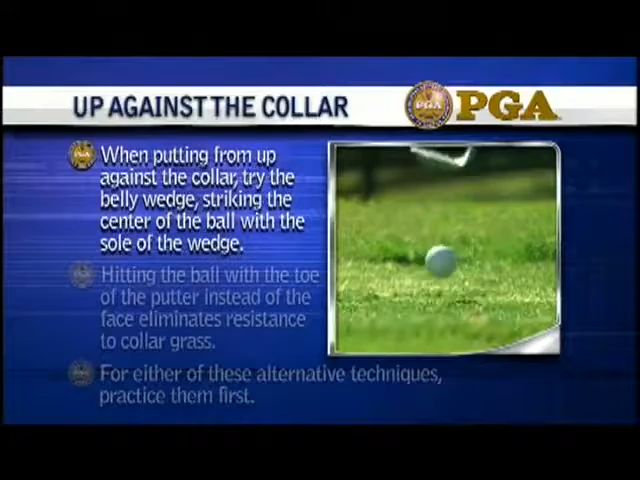 UP AGAINST THE COLLAR
PGA
PGA
PGA
When putting from up
against the collar, try the
belly wedge, striking the
center of the ball with the
sole of the wedge.
Hitting the ball with the toe
of the putter instead of the
face eliminates resistance
to collar grass.
For either of these alternative techniques,
practice them first.